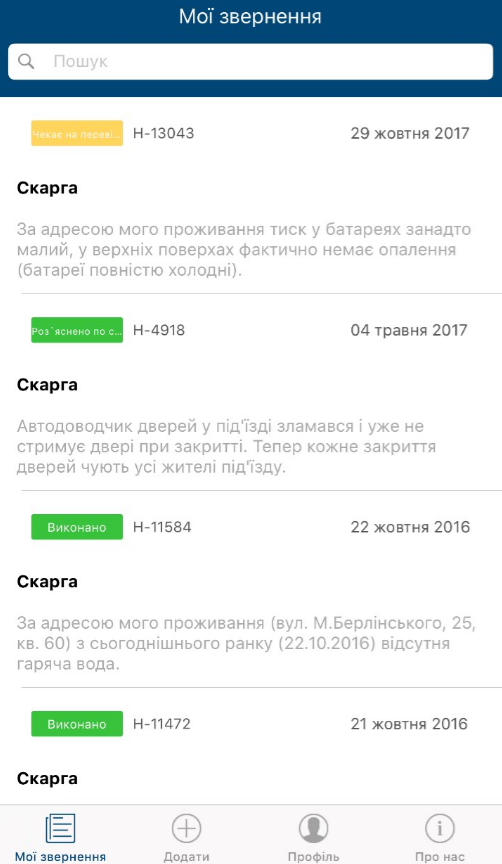 Мої звернення
Пошук
Чекає на переві...
Н-13043
29 жовтня 2017
Скарга
За адресою мого проживання тиск у батареях занадто
малий, у верхніх поверхах фактично немає опалення
(батареї повністю холодні).
Роз`яснено по с...
Н-4918
04 травня 2017
Скарга
Автодоводчик дверей у під'їзді зламався і уже не
стримує двері при закритті. Тепер кожне закриття
дверей чують усі жителі під'їзду.
Виконано
Н-11584
22 жовтня 2016
Скарга
За адресою мого проживання (вул. М.Берлінського, 25,
кв. 60) з сьогоднішнього ранку (22.10.2016) відсутня
гаряча вода.
Виконано
Н-11472
21 жовтня 2016
Скарга
Мої звернення
Додати
Профіль
Про нас